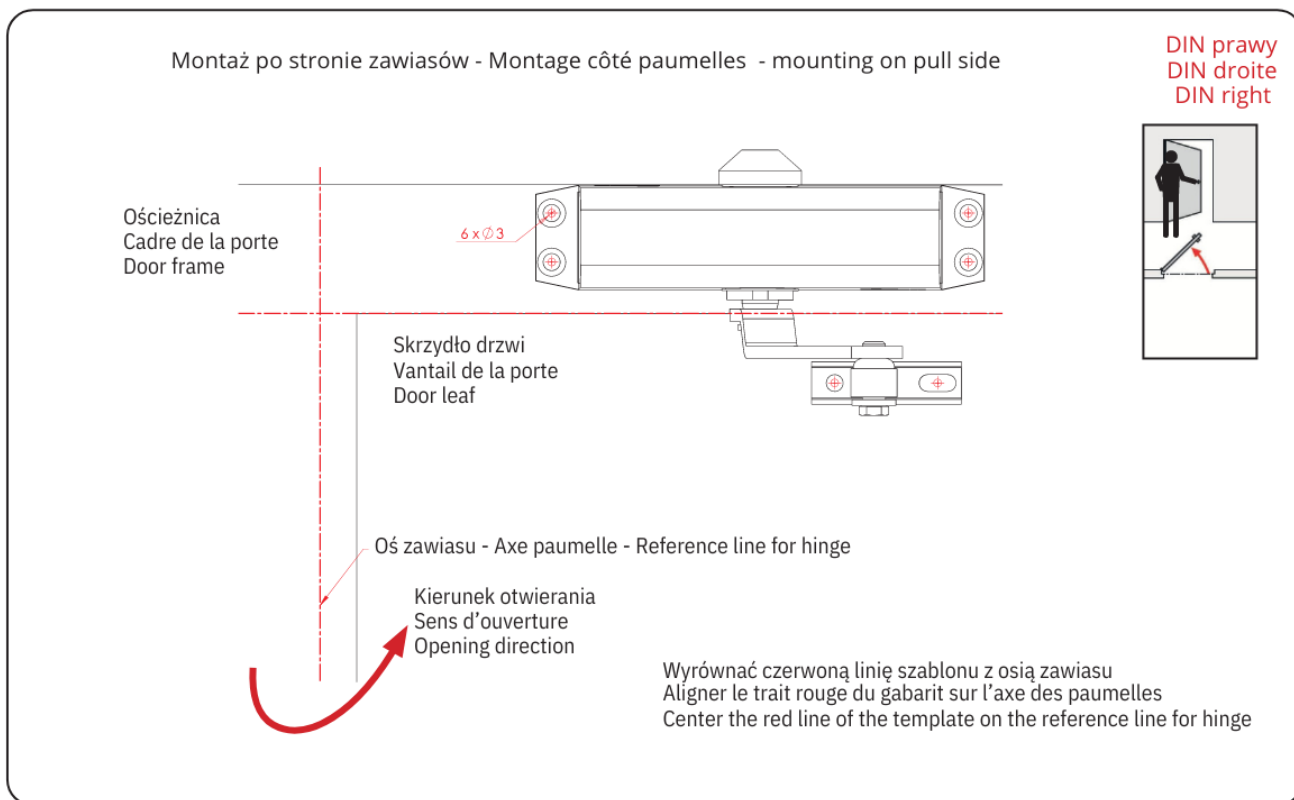 Montaż po stronie zawiasów - Montage côté paumelles - mounting on pull side
DIN prawy
DIN droite
DIN right
Ościeżnica
Cadre de la porte
Door frame
6 x Ø 3
Skrzydło drzwi
Vantail de la porte
Door leaf
Oś zawiasu - Axe paumelle - Reference line for hinge
Kierunek otwierania
Sens d’ouverture
Opening direction
Wyrównać czerwoną linię szablonu z osią zawiasu
Aligner le trait rouge du gabarit sur l’axe des paumelles
Center the red line of the template on the reference line for hinge